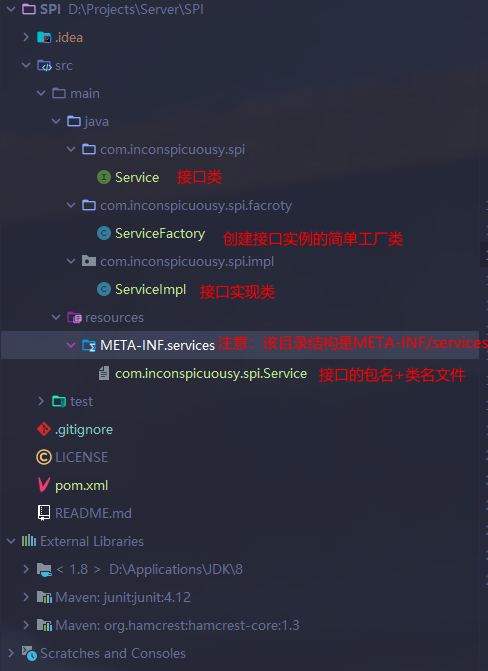 SPI D:\Projects\Server\SPI
.idea
src
main
java
com.inconspicuousy.spi
Service 接口类
com.inconspicuousy.spi.facroty
ServiceFactory 创建接口实例的简单工厂类
com.inconspicuousy.spi.impl
ServiceImpl 接口实现类
resources
META-INF.services 注意：该目录结构是META-INF/services
com.inconspicuousy.spi.Service 接口的包名+类名文件
test
.gitignore
LICENSE
pom.xml
README.md
External Libraries
< 1.8 > D:\Applications\JDK\8
Maven: junit:junit:4.12
Maven: org.hamcrest:hamcrest-core:1.3
Scratches and Consoles